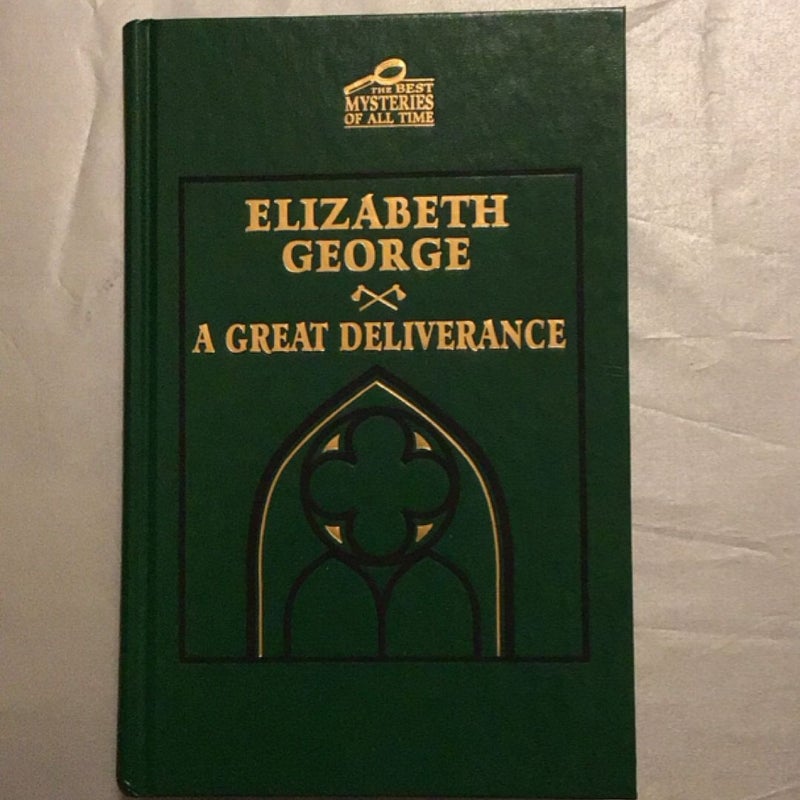 THE BEST
MYSTERIES
OF ALL TIME
ELIZABETH
GEORGE
A GREAT DELIVERANCE